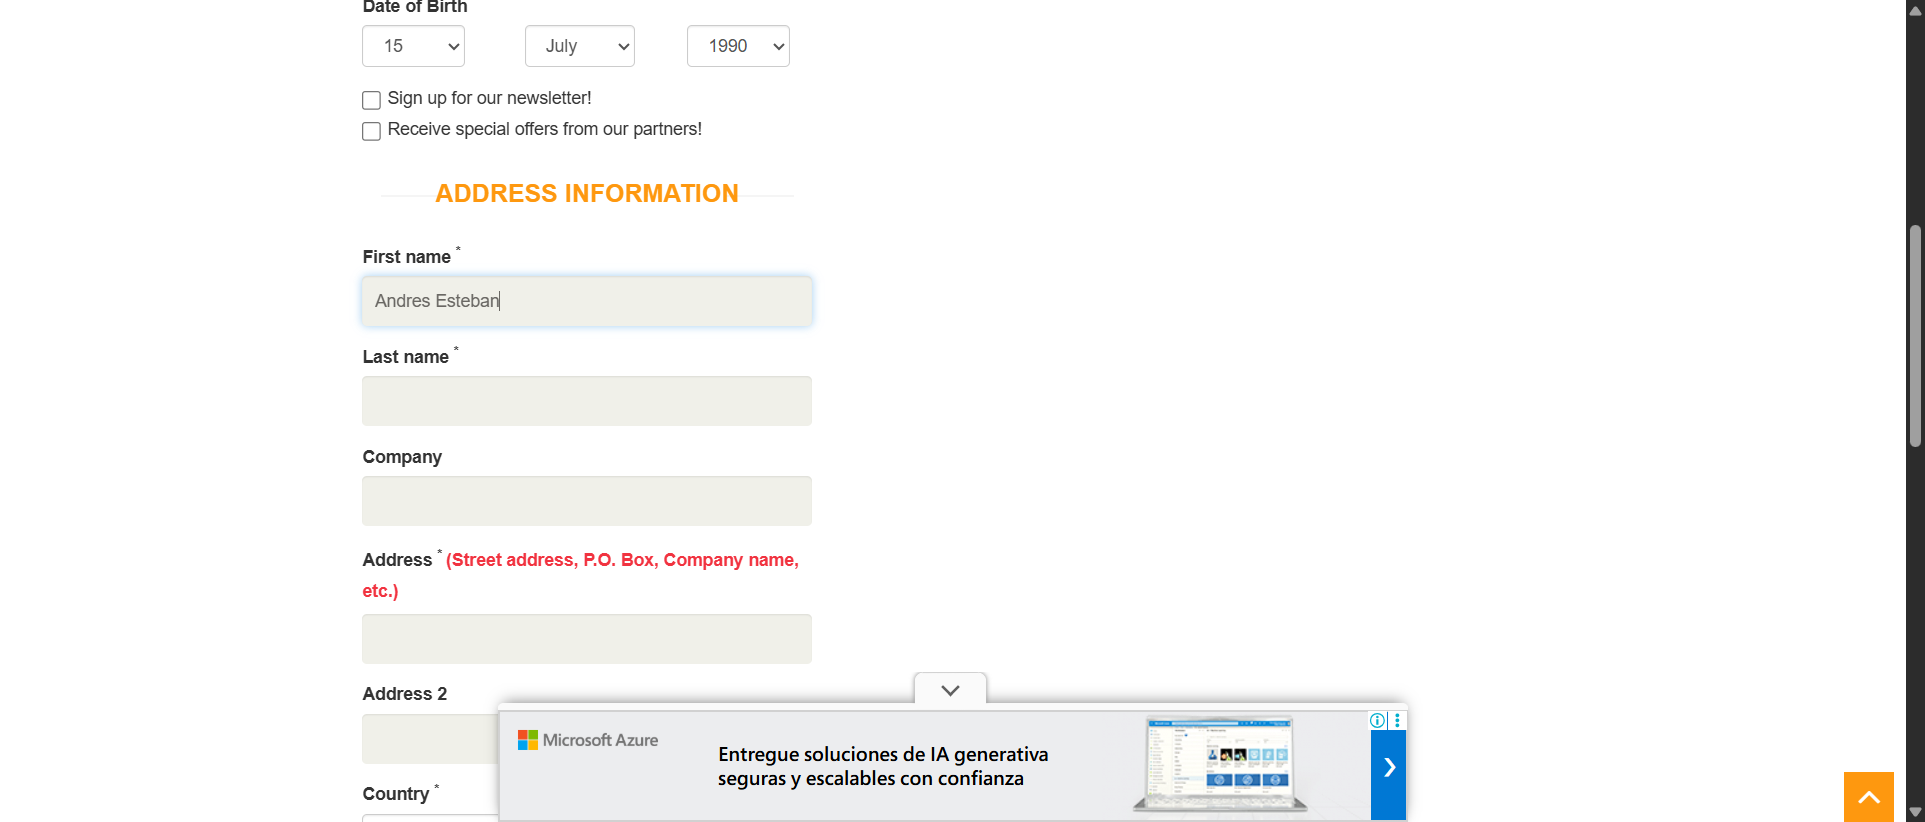 Date of Birth
15 July 1990
Sign up for our newsletter!
Receive special offers from our partners!
ADDRESS INFORMATION
First name *
Andres Esteban
Last name *
Company
Address * (Street address, P.O. Box, Company name,
etc.)
Address 2
Country *
Microsoft Azure
Entregue soluciones de IA generativa
seguras y escalables con confianza